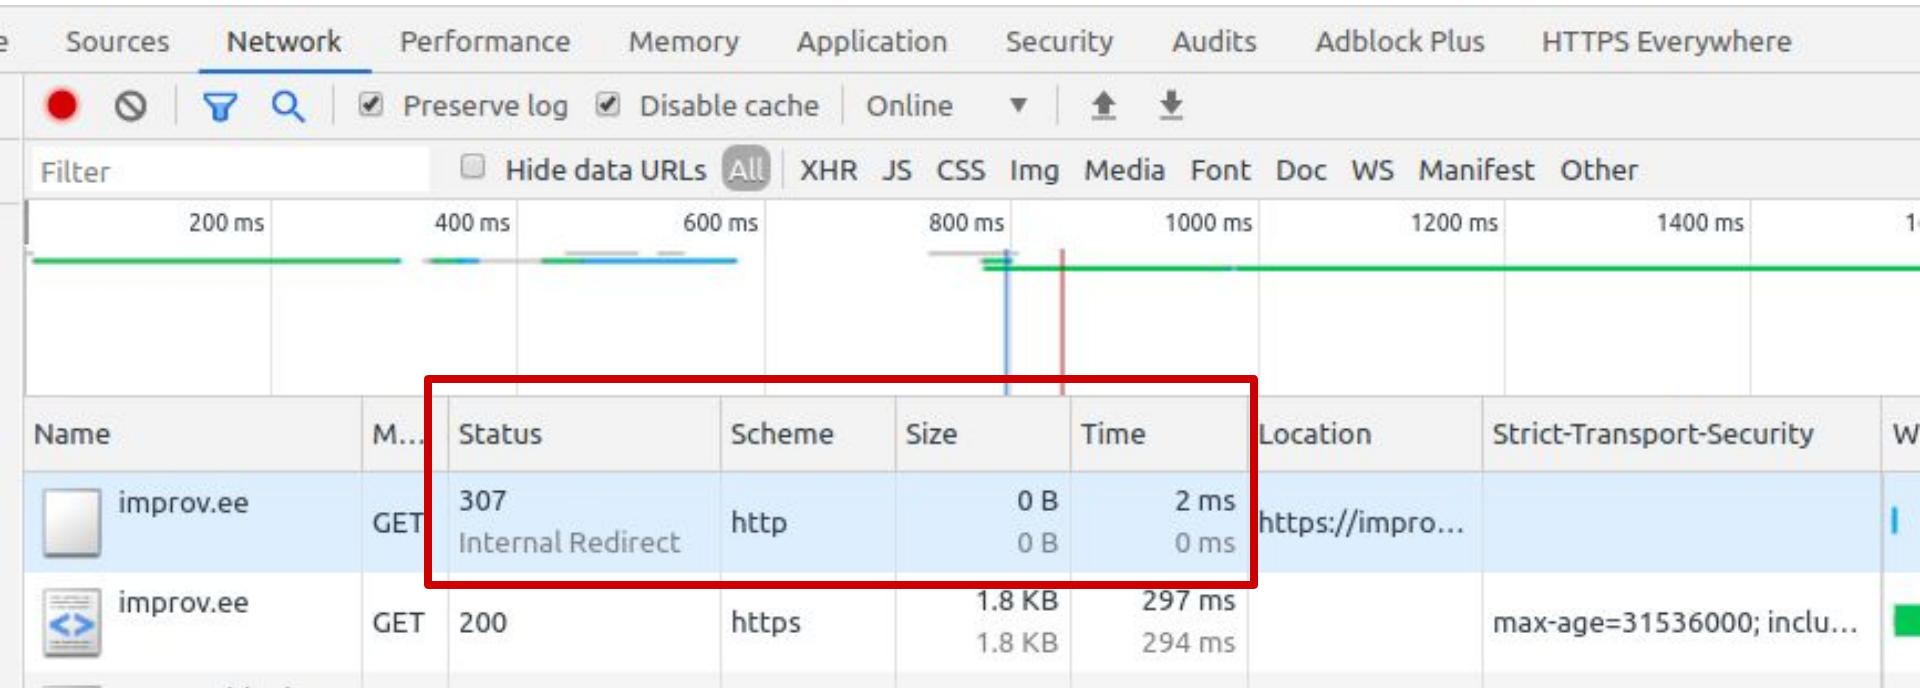 e Sources Network Performance Memory Application Security Audits Adblock Plus HTTPS Everywhere
Preserve log Disable cache Online
Filter Hide data URLs All XHR JS CSS Img Media Font Doc WS Manifest Other
200 ms 400 ms 600 ms 800 ms 1000 ms 1200 ms 1400 ms 1
Name M... Status Scheme Size Time Location Strict-Transport-Security W
improv.ee GET 307 http 0 B 2 ms https://impro...
Internal Redirect 0 B 0 ms
improv.ee GET 200 https 1.8 KB 297 ms max-age=31536000; inclu...
1.8 KB 294 ms